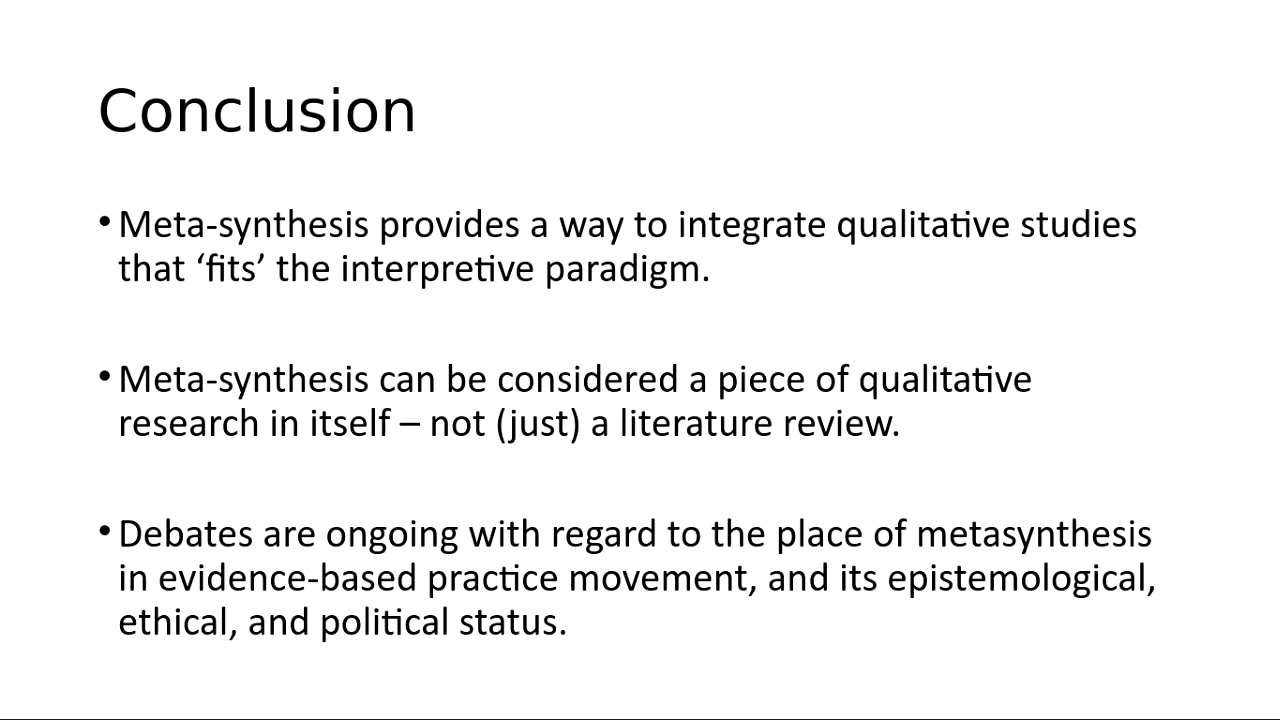 Conclusion
• Meta-synthesis provides a way to integrate qualitative studies
that ‘fits’ the interpretive paradigm.
• Meta-synthesis can be considered a piece of qualitative
research in itself – not (just) a literature review.
• Debates are ongoing with regard to the place of metasynthesis
in evidence-based practice movement, and its epistemological,
ethical, and political status.